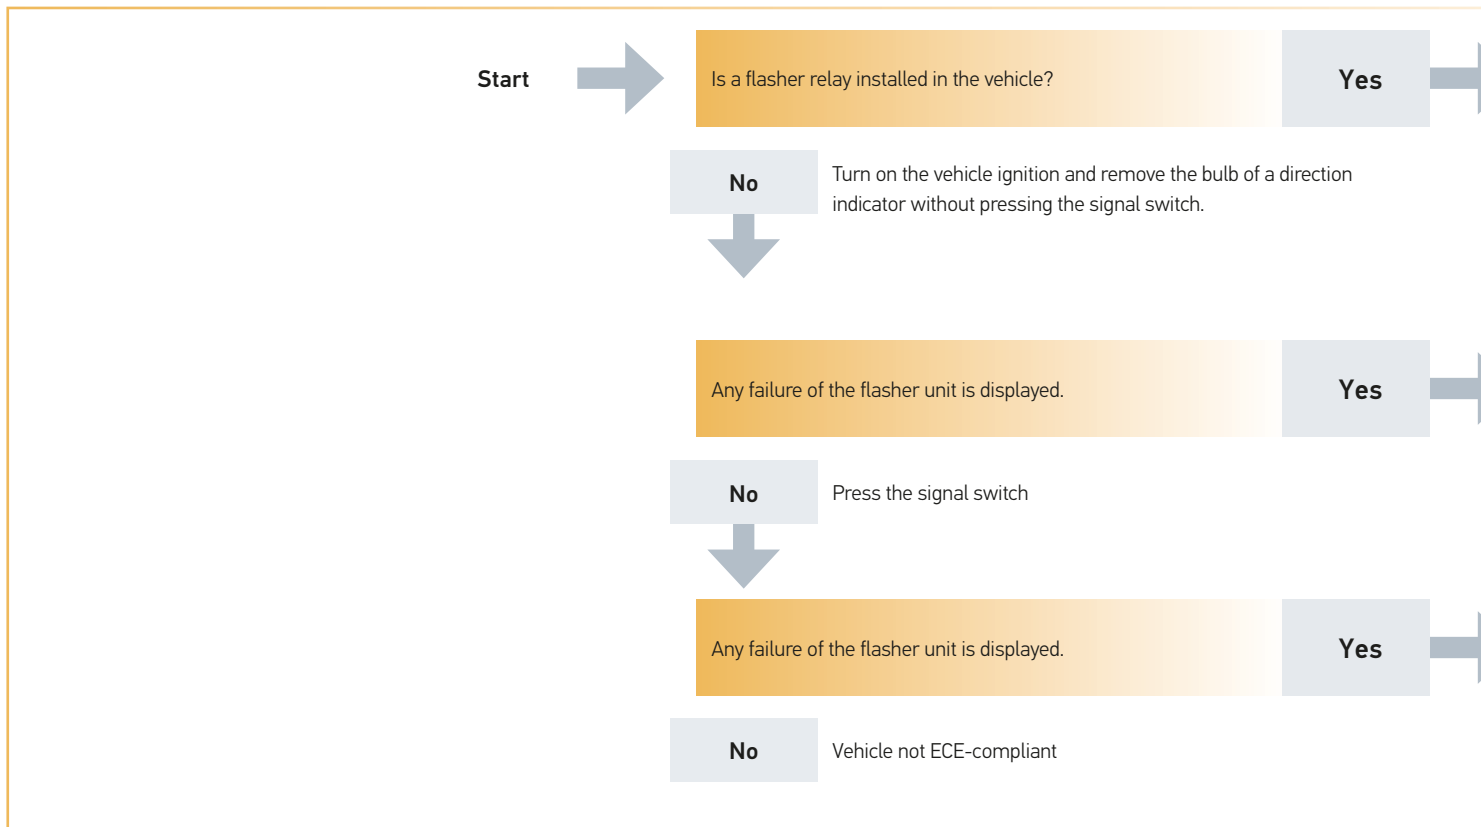 Start
Is a flasher relay installed in the vehicle?
Yes
No
Turn on the vehicle ignition and remove the bulb of a direction
indicator without pressing the signal switch.
Any failure of the flasher unit is displayed.
Yes
No
Press the signal switch
Any failure of the flasher unit is displayed.
Yes
No
Vehicle not ECE-compliant